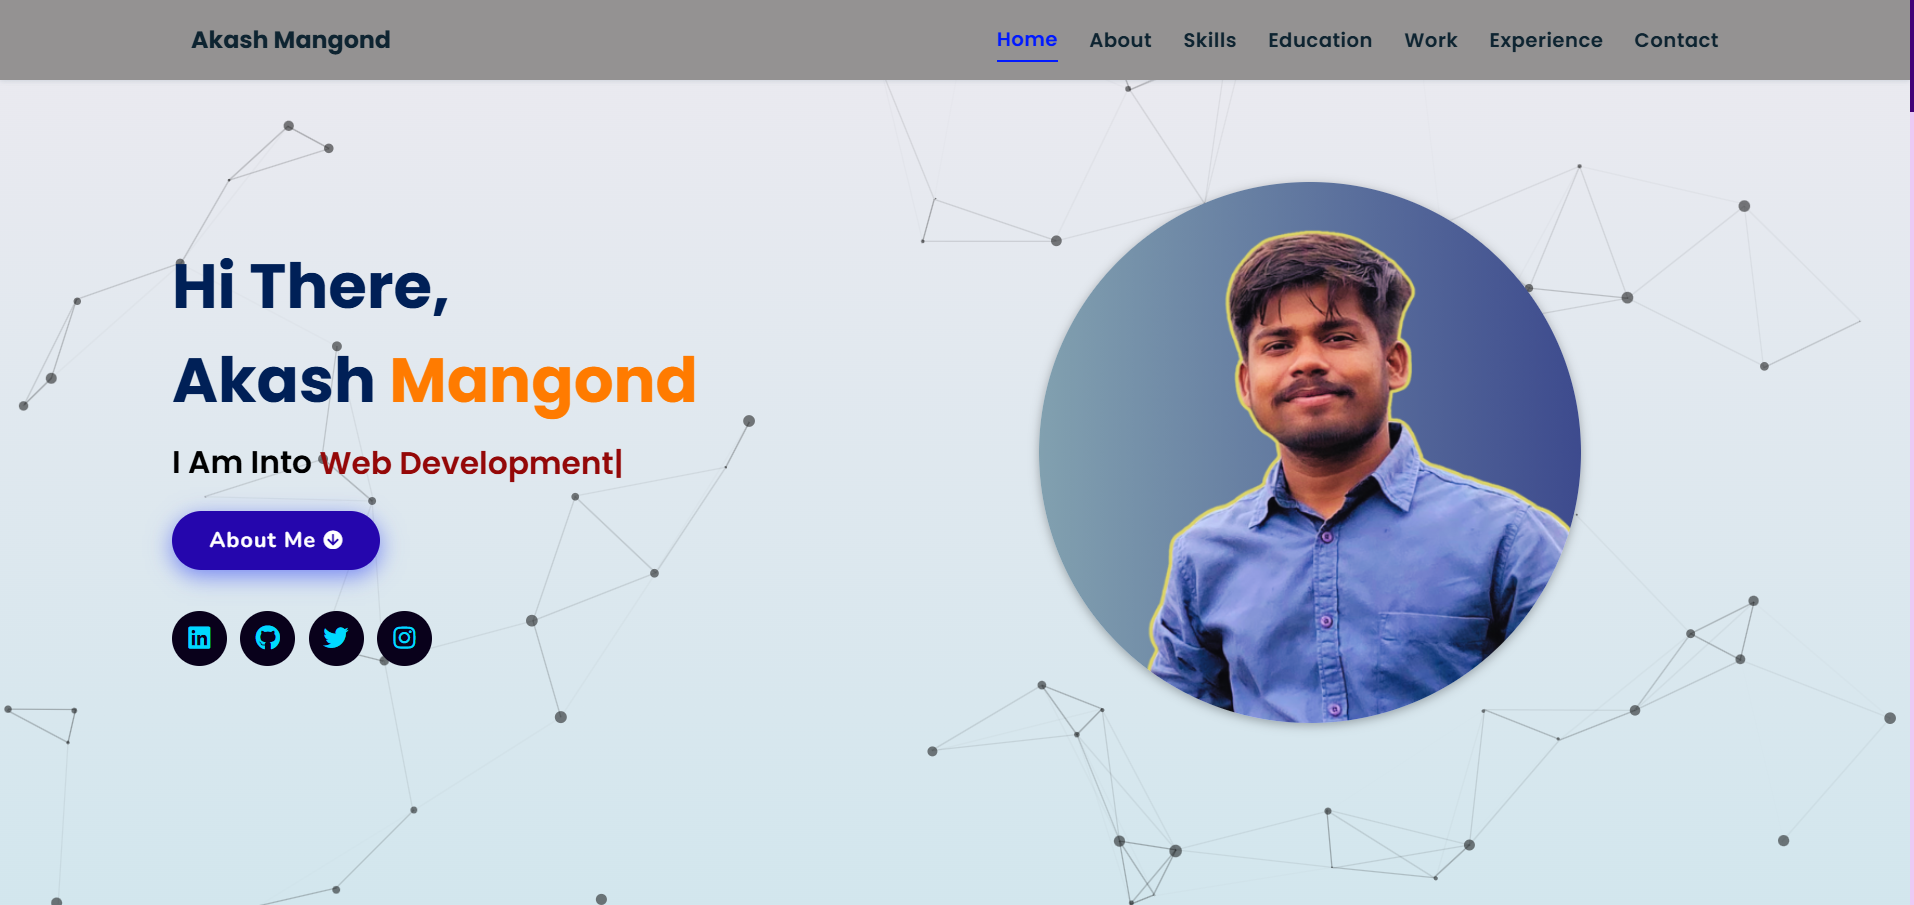 Akash Mangond
Home About Skills Education Work Experience Contact
Hi There,
Akash Mangond
I Am Into Web Development|
About Me